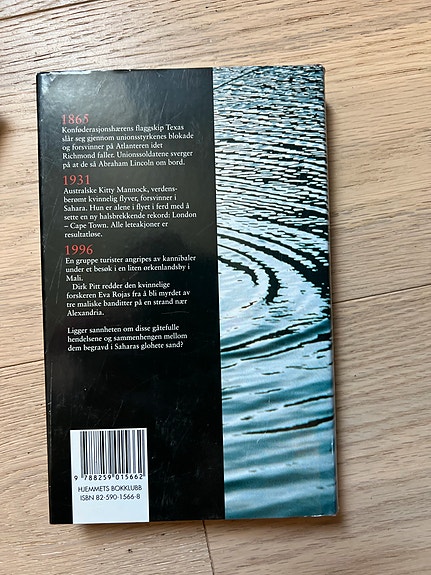 1865
Konføderasjonshærens flaggskip Texas
slår seg gjennom unionsstyrkenes blokade
og forsvinner på Atlanteren idet
Richmond faller. Unionssoldatene sverger
på at de så Abraham Lincoln om bord.
1931
Australske Kitty Mannock, verdens-
berømt kvinnelig flyver, forsvinner i
Sahara. Hun er alene i flyet i ferd med å
sette en ny halsbrekkende rekord: London
– Cape Town. Alle leteaksjoner er
resultatløse.
1996
En gruppe turister angripes av kannibaler
under et besøk i en liten ørkenlandsby i
Mali.
Dirk Pitt redder den kvinnelige
forskeren Eva Rojas fra å bli myrdet av
tre maliske banditter på en strand nær
Alexandria.
Ligger sannheten om disse gåtefulle
hendelsene og sammenhengen mellom
dem begravd i Saharas glohete sand?
9 788259 015662
HJEMMETS BOKKLUBB
ISBN 82-590-1566-8